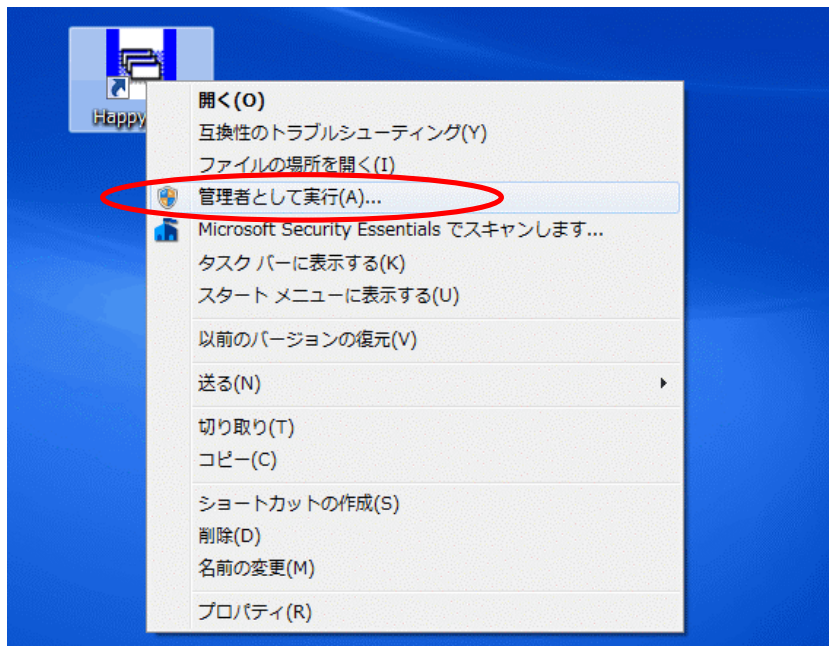 Happy
開く(O)
互換性のトラブルシューティング(Y)
ファイルの場所を開く(I)
管理者として実行(A)...
Microsoft Security Essentials でスキャンします...
タスク バーに表示する(K)
スタート メニューに表示する(U)
以前のバージョンの復元(V)
送る(N)
切り取り(T)
コピー(C)
ショートカットの作成(S)
削除(D)
名前の変更(M)
プロパティ(R)